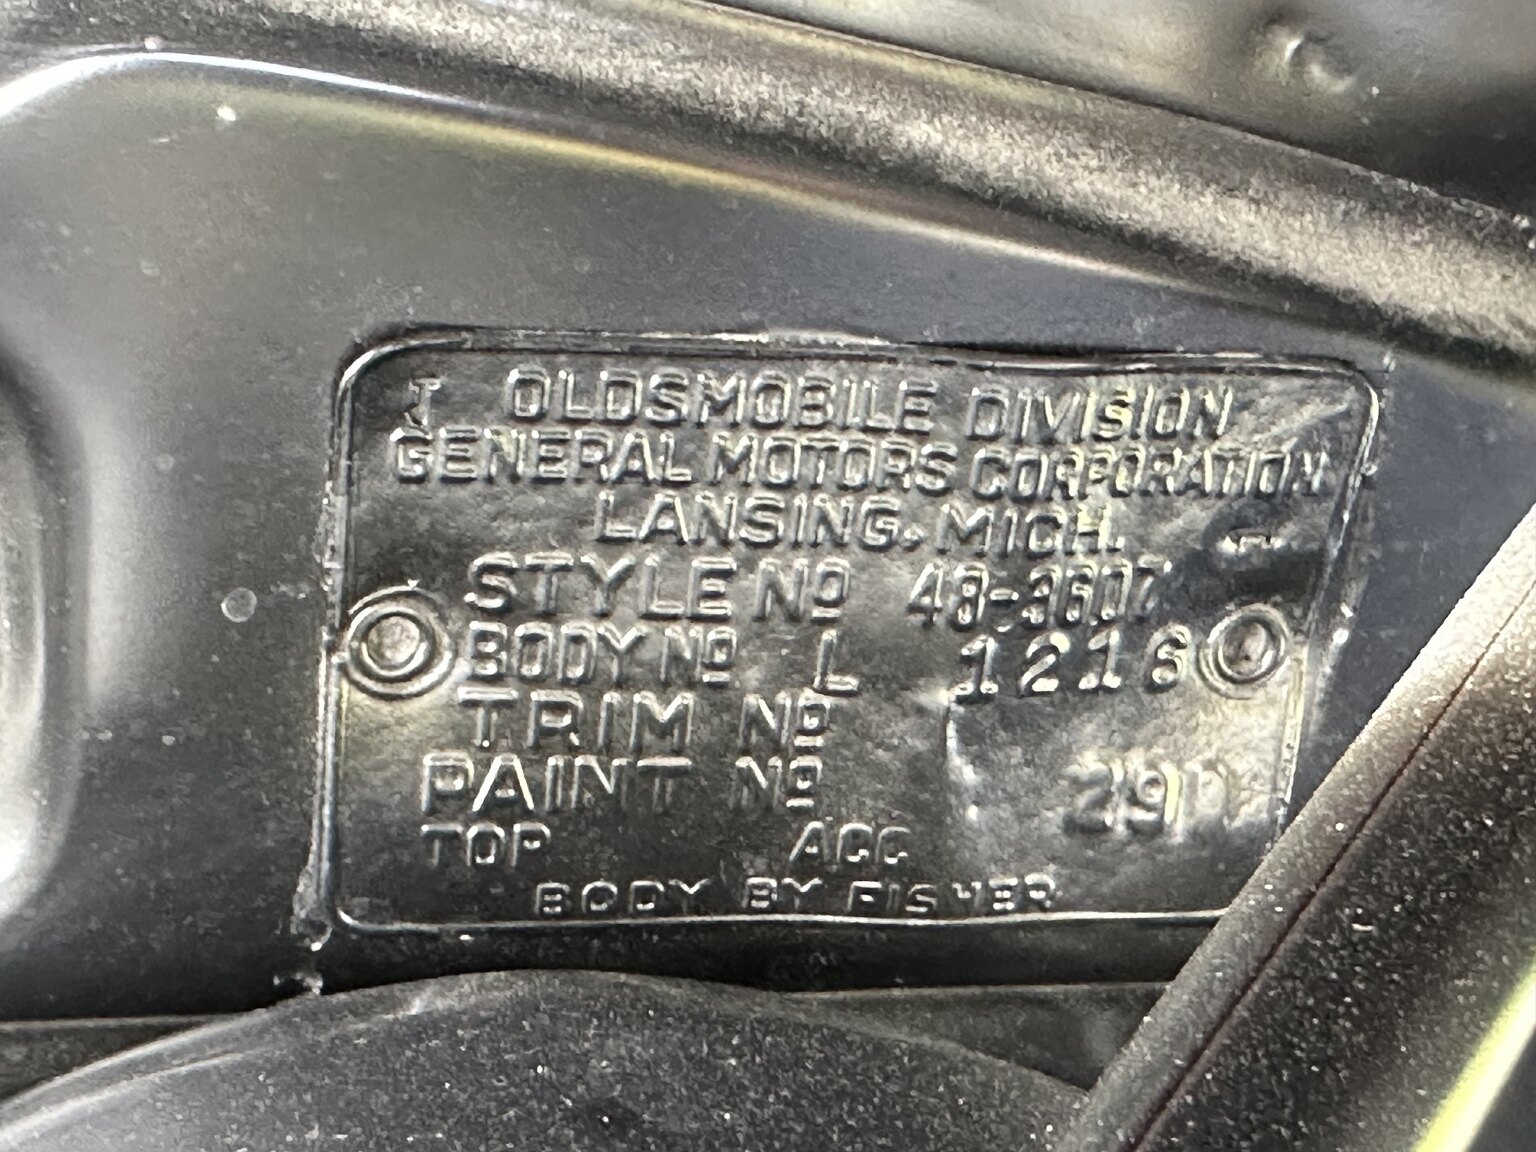 T OLDSMOBILE DIVISION
GENERAL MOTORS CORPORATION
LANSING, MICH.
STYLE Nº 48-3607
BODY Nº L 1216
TRIM Nº
PAINT Nº
TOP ACC
BODY BY FISHER